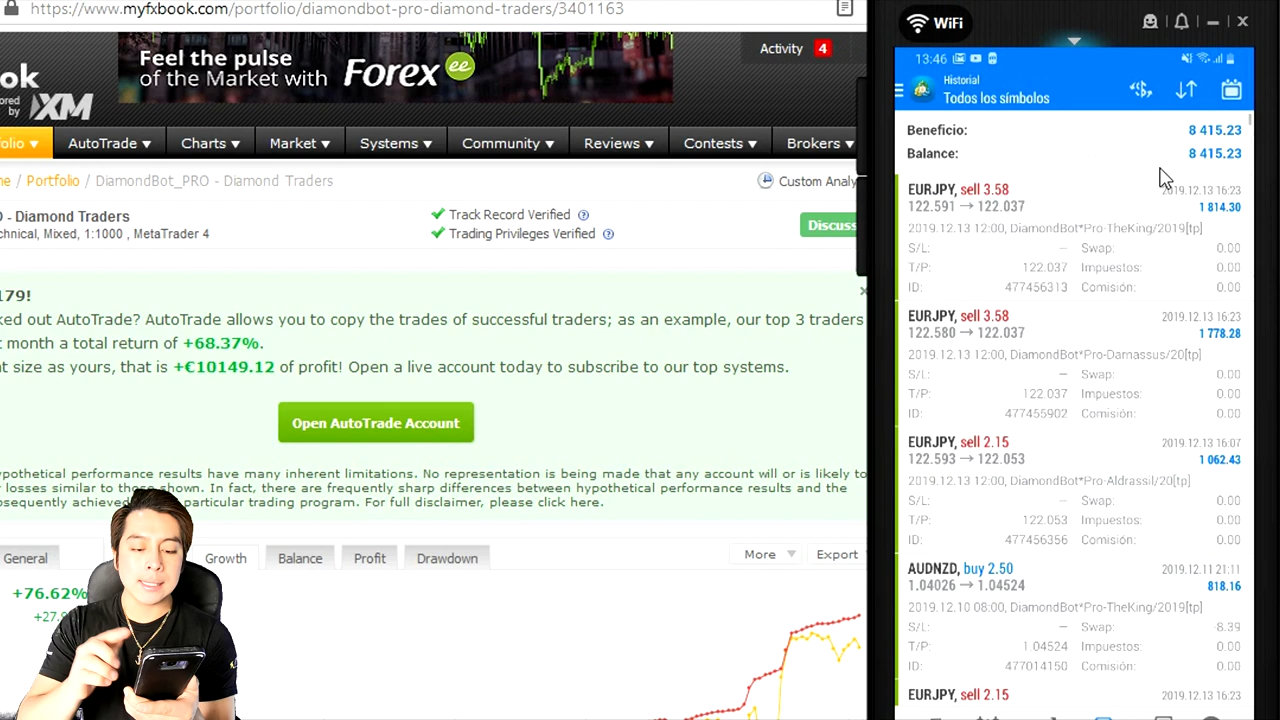 https://www.myfxbook.com/portfolio/diamondbot-pro-diamond-traders/3401163
Feel the pulse
of the Market with Forex ee
Activity 4
ok
ored
by XM
olio AutoTrade Charts Market Systems Community Reviews Contests Brokers
ne / Portfolio / DiamondBot_PRO - Diamond Traders
Custom Analy
O - Diamond Traders
chnical, Mixed, 1:1000 , MetaTrader 4
Track Record Verified ?
Trading Privileges Verified ?
Discuss
179!
ked out AutoTrade? AutoTrade allows you to copy the trades of successful traders; as an example, our top 3 traders
t month a total return of +68.37%.
nt size as yours, that is +€10149.12 of profit! Open a live account today to subscribe to our top systems.
Open AutoTrade Account
ypothetical performance results have many inherent limitations. No representation is being made that any account will or is likely to
r losses similar to those shown. In fact, there are frequently sharp differences between hypothetical performance results and the
bsequently achieved particular trading program. For full disclaimer, please click here.
General Growth Balance Profit Drawdown
More Export
+76.62%
+27.9
WiFi
13:46
Historial
Todos los símbolos
Beneficio: 8 415.23
Balance: 8 415.23
EURJPY, sell 3.58 2019.12.13 16:23
122.591 → 122.037 1 814.30
2019.12.13 12:00, DiamondBot*Pro-TheKing/2019[tp]
S/L: – Swap: 0.00
T/P: 122.037 Impuestos: 0.00
ID: 477456313 Comisión: 0.00
EURJPY, sell 3.58 2019.12.13 16:23
122.580 → 122.037 1 778.28
2019.12.13 12:00, DiamondBot*Pro-Darnassus/20[tp]
S/L: – Swap: 0.00
T/P: 122.037 Impuestos: 0.00
ID: 477455902 Comisión: 0.00
EURJPY, sell 2.15 2019.12.13 16:07
122.593 → 122.053 1 062.43
2019.12.13 12:00, DiamondBot*Pro-Aldrassil/20[tp]
S/L: – Swap: 0.00
T/P: 122.053 Impuestos: 0.00
ID: 477456356 Comisión: 0.00
AUDNZD, buy 2.50 2019.12.11 21:11
1.04026 → 1.04524 818.16
2019.12.10 08:00, DiamondBot*Pro-TheKing/2019[tp]
S/L: – Swap: -8.39
T/P: 1.04524 Impuestos: 0.00
ID: 477014150 Comisión: 0.00
EURJPY, sell 2.15 2019.12.13 16:23